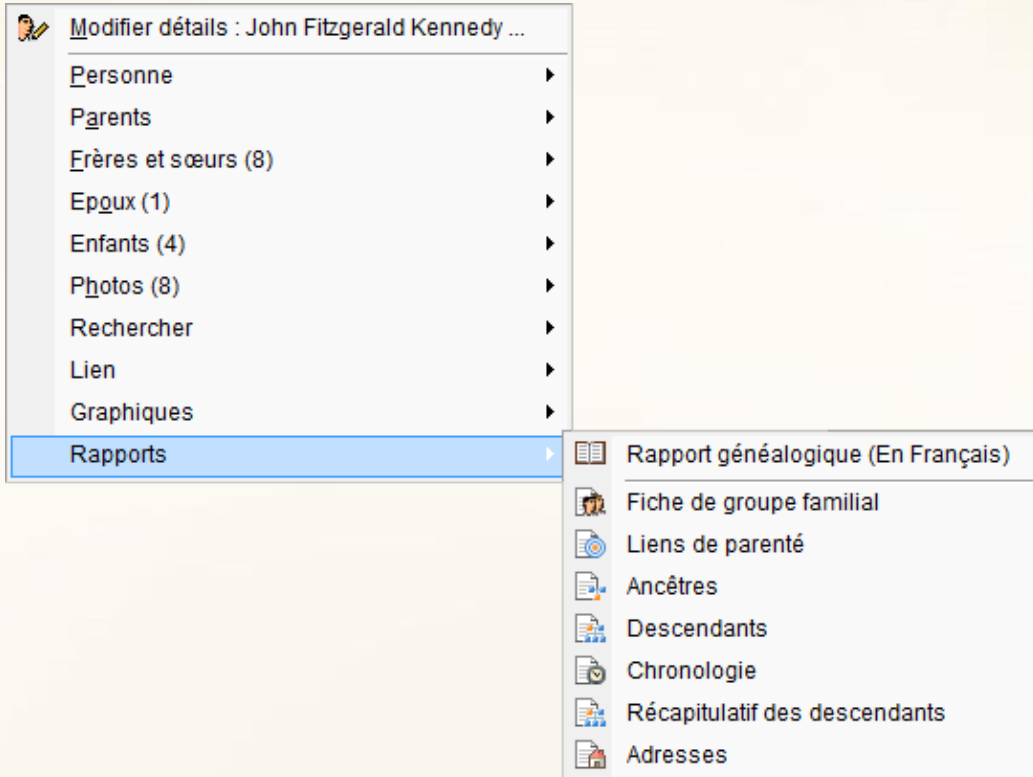 Modifier détails : John Fitzgerald Kennedy ...
Personne
Parents
Frères et sœurs (8)
Epoux (1)
Enfants (4)
Photos (8)
Rechercher
Lien
Graphiques
Rapports
Rapport généalogique (En Français)
Fiche de groupe familial
Liens de parenté
Ancêtres
Descendants
Chronologie
Récapitulatif des descendants
Adresses